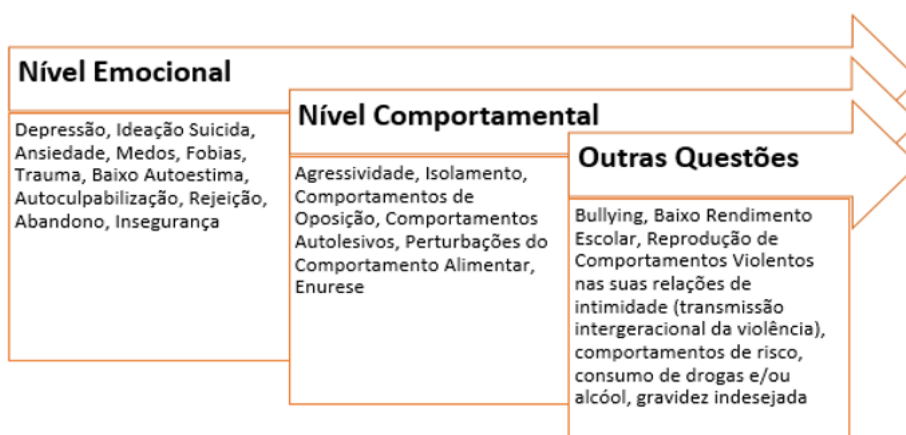 Nível Emocional
Depressão, Ideação Suicida,
Ansiedade, Medos, Fobias,
Trauma, Baixo Autoestima,
Autoculpabilização, Rejeição,
Abandono, Insegurança
Nível Comportamental
Agressividade, Isolamento,
Comportamentos de
Oposição, Comportamentos
Autolesivos, Perturbações do
Comportamento Alimentar,
Enurese
Outras Questões
Bullying, Baixo Rendimento
Escolar, Reprodução de
Comportamentos Violentos
nas suas relações de
intimidade (transmissão
intergeracional da violência),
comportamentos de risco,
consumo de drogas e/ou
alcóol, gravidez indesejada